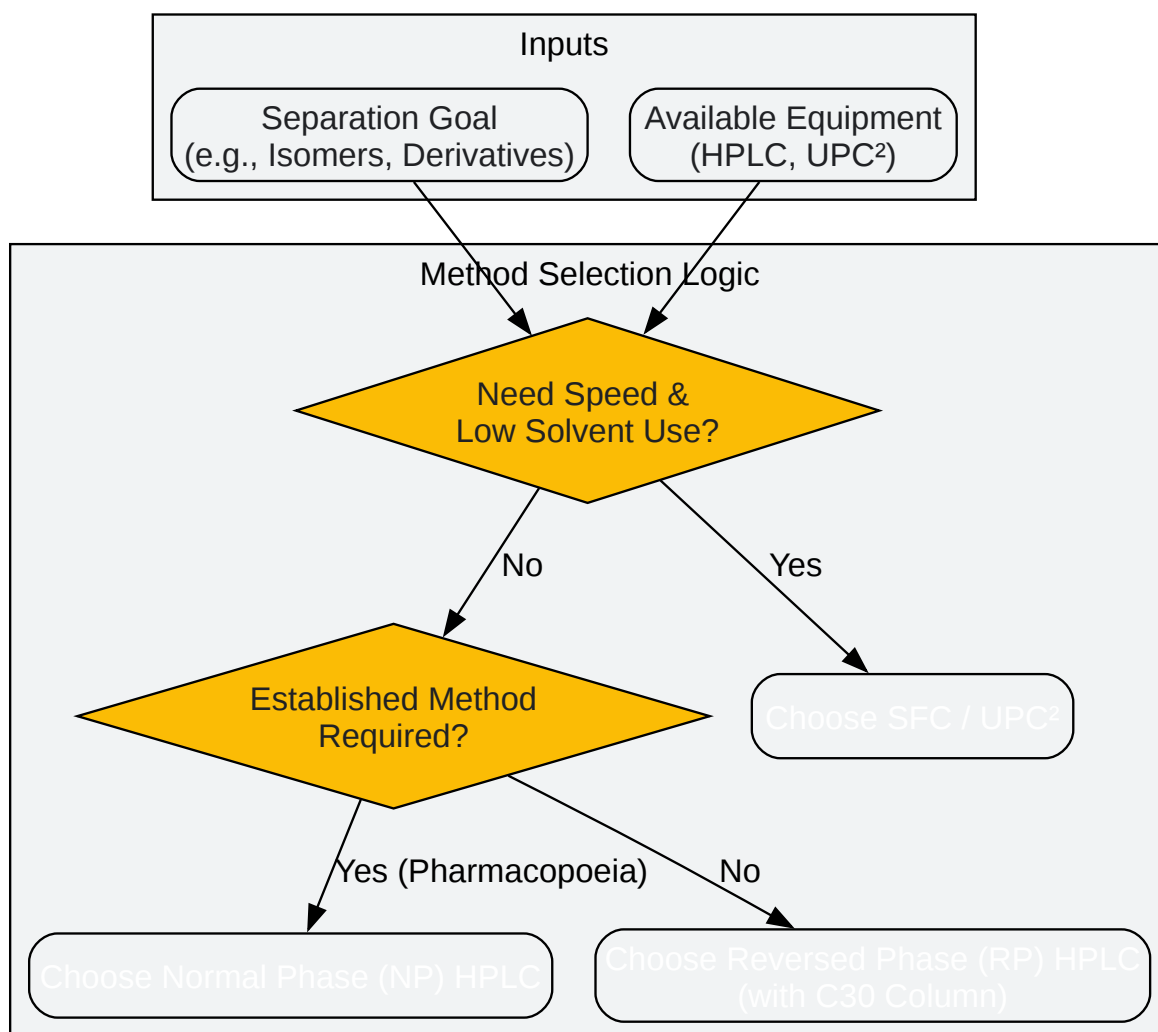 Inputs
Separation Goal
(e.g., Isomers, Derivatives)
Available Equipment
(HPLC, UPC²)
Method Selection Logic
Need Speed &
Low Solvent Use?
No
Yes
Established Method
Required?
Choose SFC / UPC²
Yes (Pharmacopoeia)
No
Choose Normal Phase (NP) HPLC
Choose Reversed Phase (RP) HPLC
(with C30 Column)